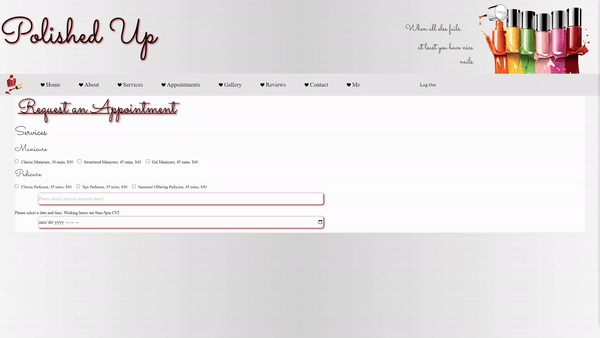 Polished Up
When all else fails...
at least you have nice
nails
Home About Services Appointments Gallery Reviews Contact Me Log Out
Request an Appointment
Services
Manicure
Classic Manicure, 30 mins, $20 Structured Manicure, 45 mins, $40 Gel Manicure, 45 mins, $40
Pedicure
Classic Pedicure, 45 mins, $40 Spa Pedicure, 45 mins, $40 Seasonal Offering Pedicure, 45 mins, $40
Please detail special requests here!
Please select a date and time. Working hours are 9am-5pm CST
mm/dd/yyyy --:-- --